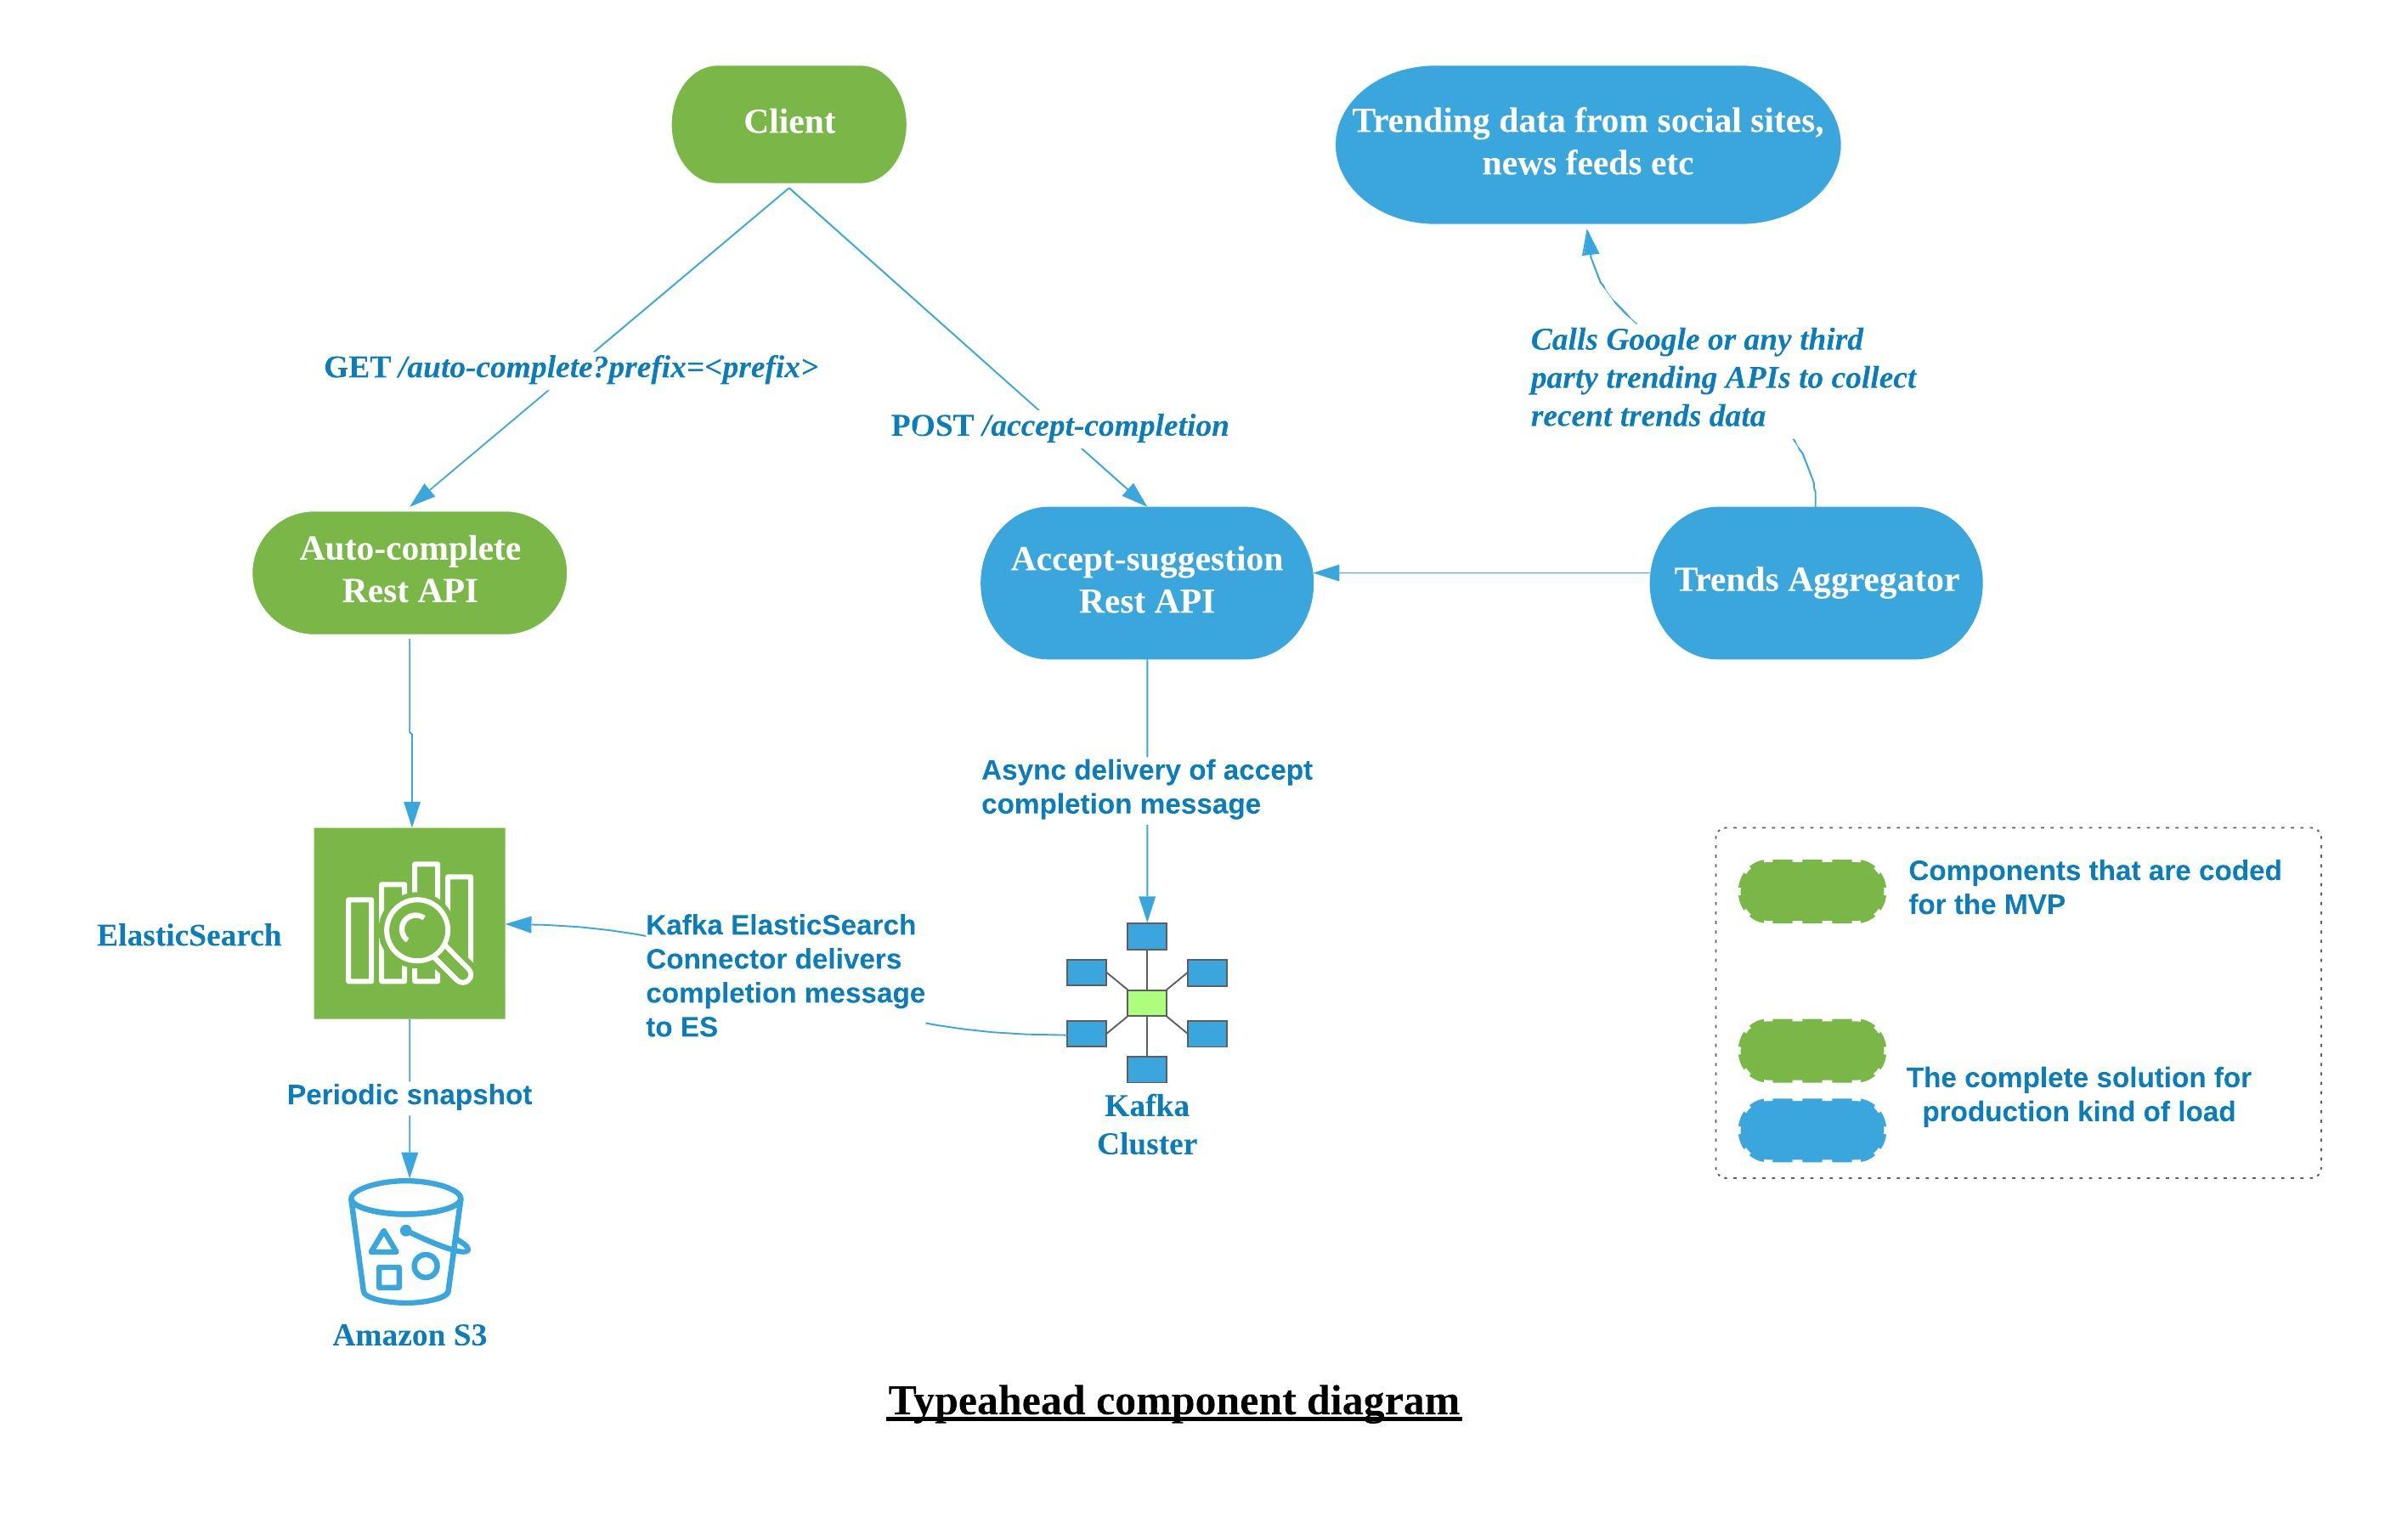 Client
Trending data from social sites,
news feeds etc
GET /auto-complete?prefix=<prefix>
POST /accept-completion
Calls Google or any third
party trending APIs to collect
recent trends data
Auto-complete
Rest API
Accept-suggestion
Rest API
Trends Aggregator
Async delivery of accept
completion message
ElasticSearch
Kafka ElasticSearch
Connector delivers
completion message
to ES
Components that are coded
for the MVP
The complete solution for
production kind of load
Periodic snapshot
Kafka
Cluster
Amazon S3
Typeahead component diagram